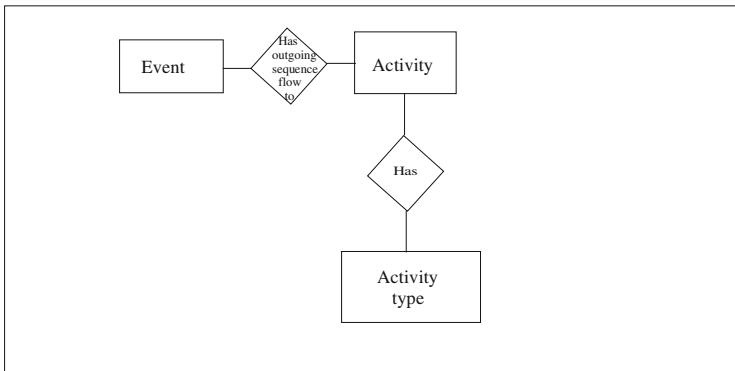 Event
Has
outgoing
sequence
flow
to
Activity
Has
Activity
type